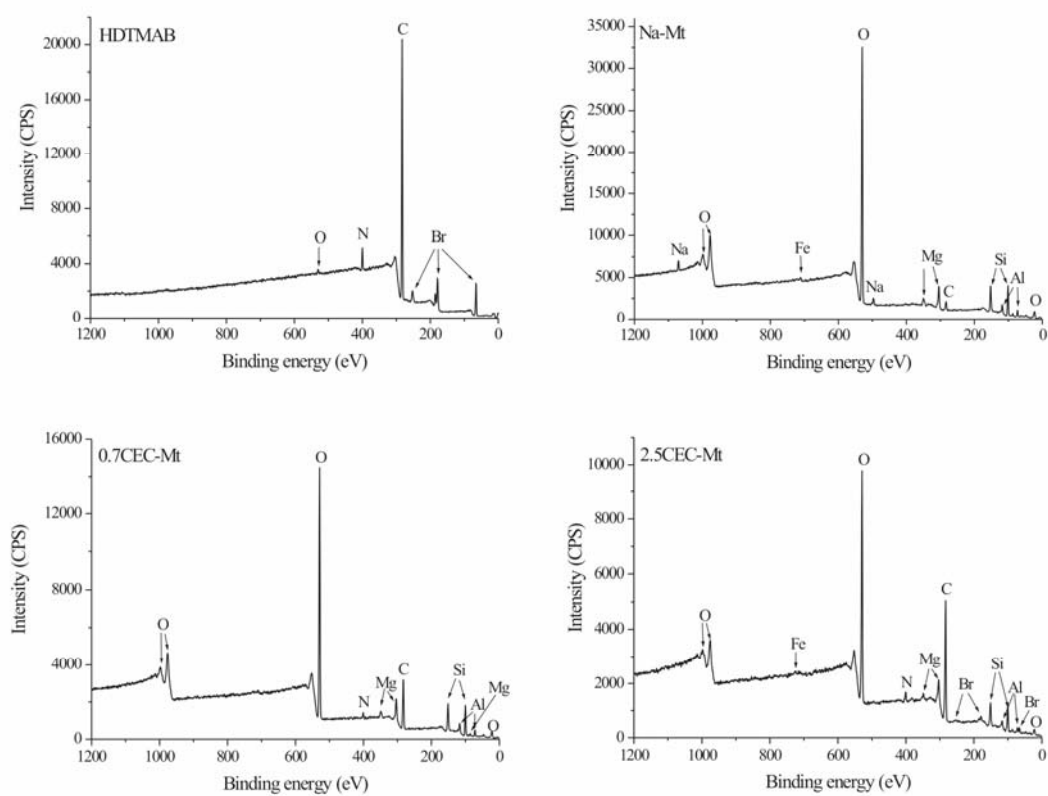 HDTMAB
20000
16000
12000
8000
4000
0
Intensity (CPS)
C
O
N
Br
1200 1000 800 600 400 200 0
Binding energy (eV)
Na-Mt
35000
30000
25000
20000
15000
10000
5000
0
Intensity (CPS)
O
O
Na
Fe
Na
Mg
C
Si
Al
O
1200 1000 800 600 400 200 0
Binding energy (eV)
0.7CEC-Mt
16000
12000
8000
4000
0
Intensity (CPS)
O
O
N
Mg
C
Si
Al
Mg
O
1200 1000 800 600 400 200 0
Binding energy (eV)
2.5CEC-Mt
10000
8000
6000
4000
2000
0
Intensity (CPS)
O
O
Fe
N
Mg
C
Br
Si
Al
Br
O
1200 1000 800 600 400 200 0
Binding energy (eV)